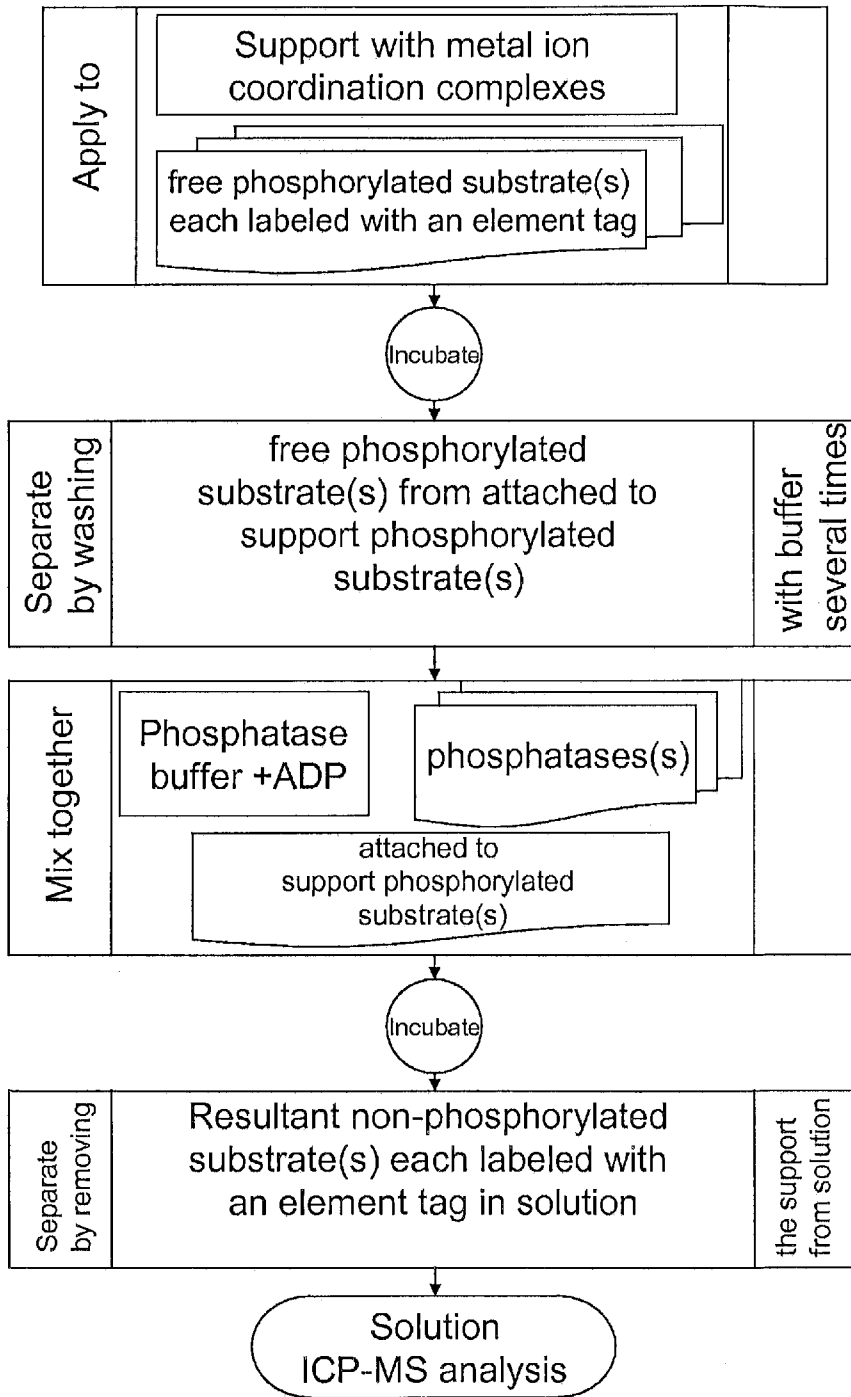 Apply to
Support with metal ion
coordination complexes
free phosphorylated substrate(s)
each labeled with an element tag
Incubate
Separate
by washing
free phosphorylated
substrate(s) from attached to
support phosphorylated
substrate(s)
with buffer
several times
Mix together
Phosphatase
buffer +ADP
phosphatases(s)
attached to
support phosphorylated
substrate(s)
Incubate
Separate
by removing
Resultant non-phosphorylated
substrate(s) each labeled with
an element tag in solution
the support
from solution
Solution
ICP-MS analysis